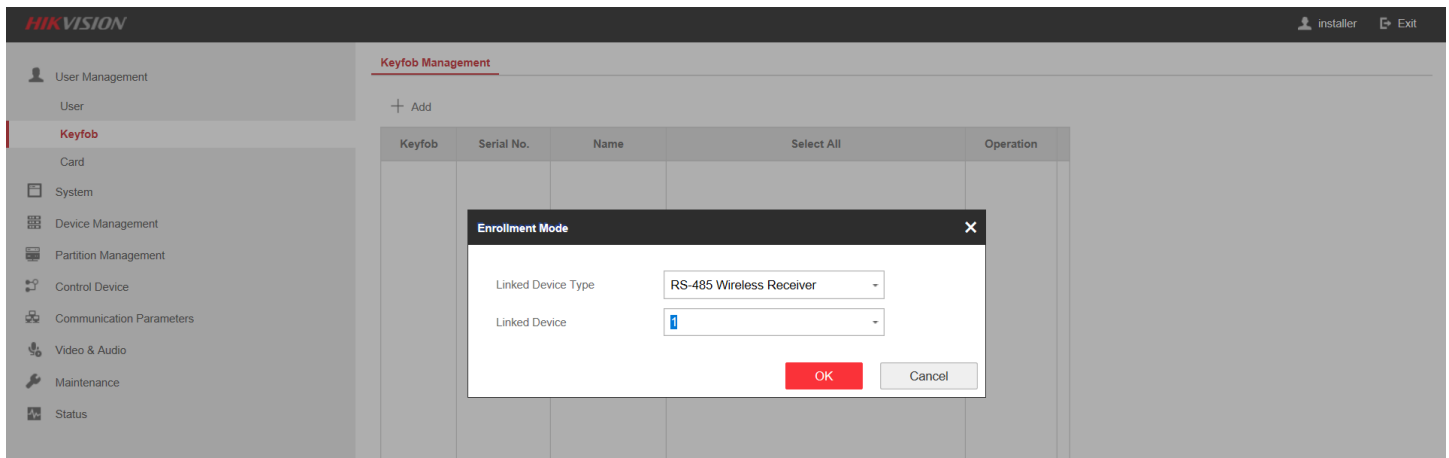 HIKVISION
installer
Exit
User Management
User
Keyfob
Card
System
Device Management
Partition Management
Control Device
Communication Parameters
Video & Audio
Maintenance
Status
Keyfob Management
Add
Keyfob Serial No. Name Select All Operation
Enrollment Mode
Linked Device Type RS-485 Wireless Receiver
Linked Device 1
OK Cancel